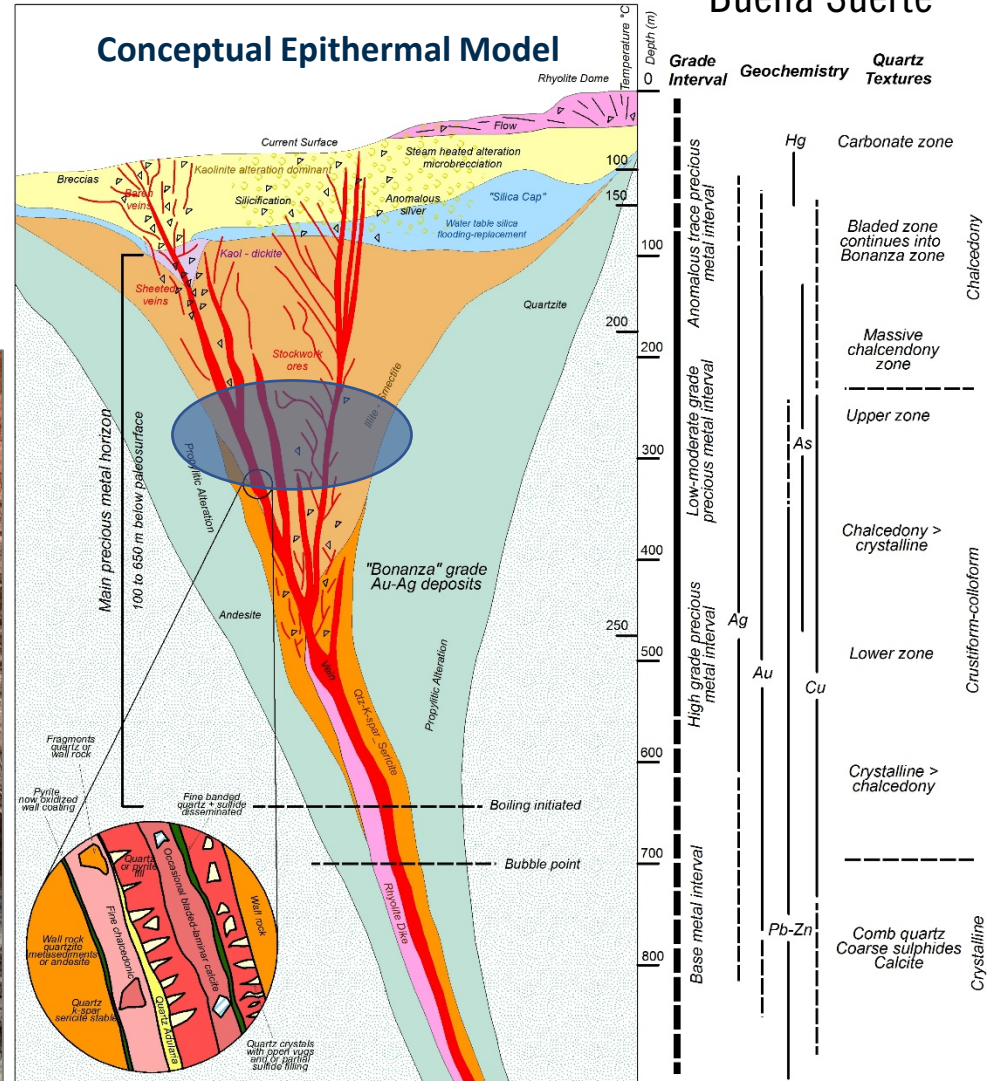 Buena Suerte
Conceptual Epithermal Model
Temperature °C
Depth (m)
Grade
Interval
Geochemistry
Quartz
Textures
Rhyolite Dome
0
Flow
Current Surface
Steam heated alteration
microbrecciation
Kaolinite alteration dominant
Breccias
Baren
veins
Silicification
Anomalous
silver
"Silica Cap"
Water table silica
flooding-replacement
Kaol - dickite
Sheeted
veins
Quartzite
Stockwork
ores
Illite - Smectite
Propylitic Alteration
Main precious metal horizon
100 to 650 m below paleosurface
"Bonanza" grade
Au-Ag deposits
Andesite
Vein
Qtz-K-spar_Sericite
Propylitic Alteration
Boiling initiated
Bubble point
Rhyolite Dike
100
150
100
200
200
300
400
250
500
600
700
800
Anomalous trace precious
metal interval
Low-moderate grade
precious metal interval
High grade precious
metal interval
Base metal interval
Hg
As
Ag
Au
Cu
Pb-Zn
Carbonate zone
Bladed zone
continues into
Bonanza zone
Massive
chalcendony
zone
Chalcedony
Upper zone
Chalcedony >
crystalline
Lower zone
Crystalline >
chalcedony
Crustiform-colloform
Comb quartz
Coarse sulphides
Calcite
Crystalline
Fragments
quartz or
wall rock
Pyrite
now oxidized
wall coating
Fine banded
quartz + sulfide
disseminated
Quartz
or pyrite
fill
Occasional bladed-laminar calcite
Wall rock
Fine chalcedonic
Wall rock
quartzite
metasediments
or andesite
Quartz
k-spar
sericite stable
Quartz Adularia
Quartz crystals
with open vugs
and or partial
sulfide filling